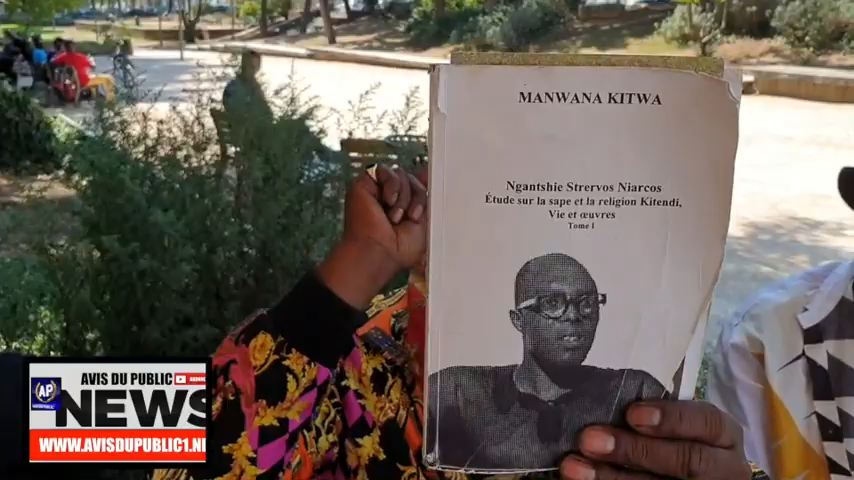 MANWANA KITWA
Ngantshie Strervos Niarcos
Étude sur la sape et la religion Kitendi,
Vie et œuvres
Tome I
AP
AVIS DU PUBLIC
NEWS
WWW.AVISDUPUBLIC1.NE